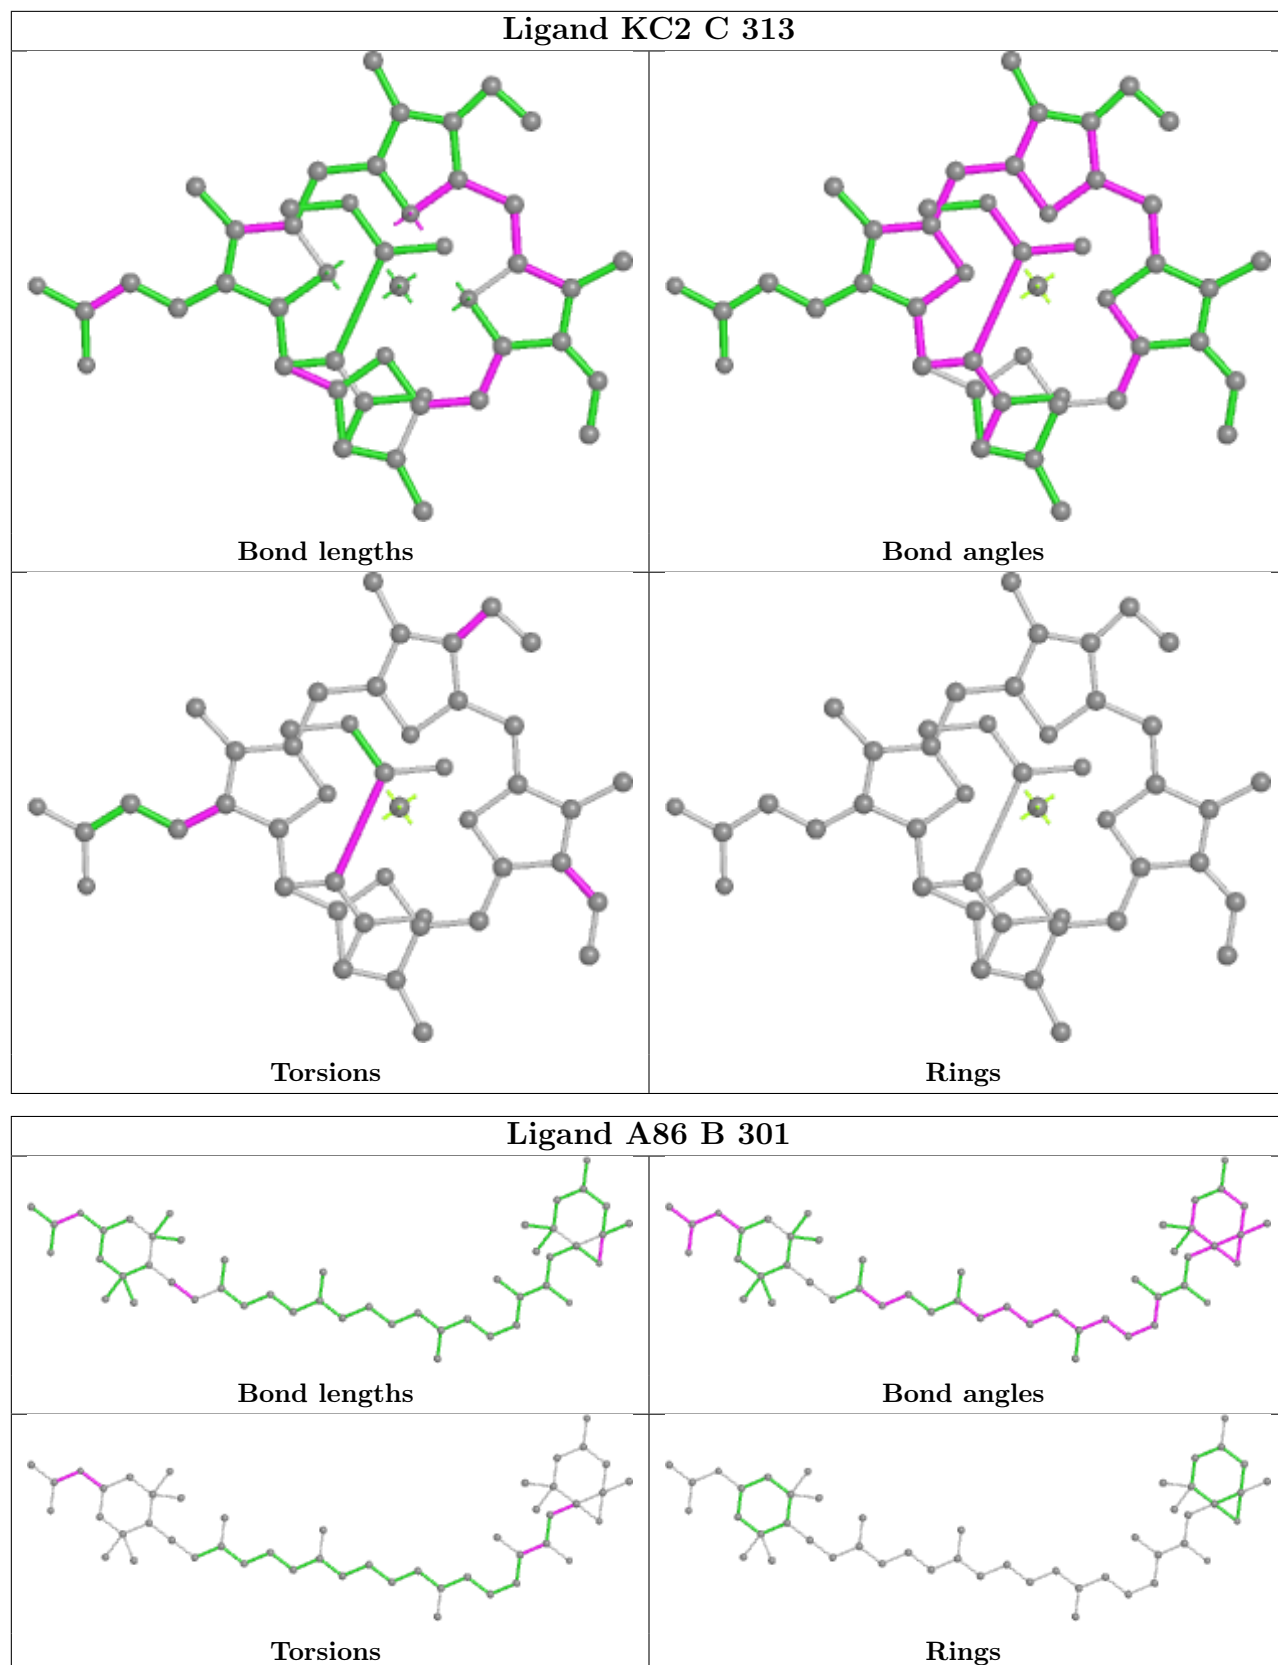 Ligand KC2 C 313
Bond lengths
Bond angles
Torsions
Rings
Ligand A86 B 301
Bond lengths
Bond angles
Torsions
Rings